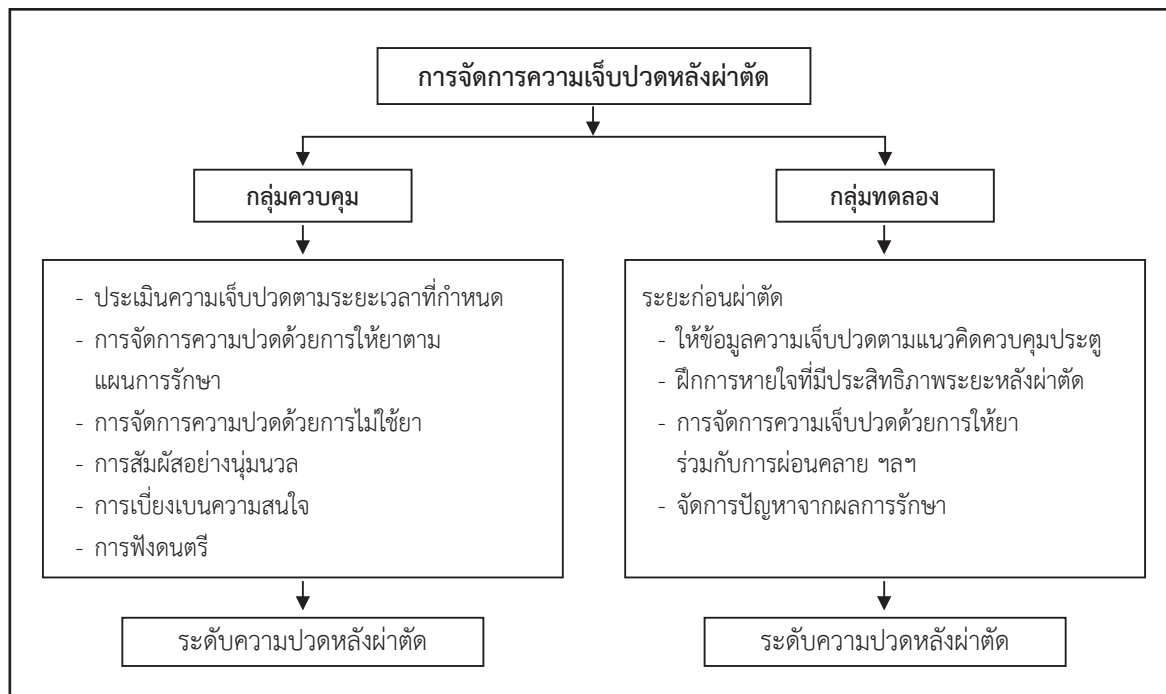 การจัดการความเจ็บปวดหลังผ่าตัด
กลุ่มควบคุม
- ประเมินความเจ็บปวดตามระยะเวลาที่กำหนด
- การจัดการความปวดด้วยการให้ยาตาม
แผนการรักษา
- การจัดการความปวดด้วยการไม่ใช้ยา
- การสัมผัสอย่างนุ่มนวล
- การเบี่ยงเบนความสนใจ
- การฟังดนตรี
ระดับความปวดหลังผ่าตัด
กลุ่มทดลอง
ระยะก่อนผ่าตัด
- ให้ข้อมูลความเจ็บปวดตามแนวคิดควบคุมประตู
- ฝึกการหายใจที่มีประสิทธิภาพระยะหลังผ่าตัด
- การจัดการความเจ็บปวดด้วยการให้ยา
ร่วมกับการผ่อนคลาย ฯลฯ
- จัดการปัญหาจากผลการรักษา
ระดับความปวดหลังผ่าตัด